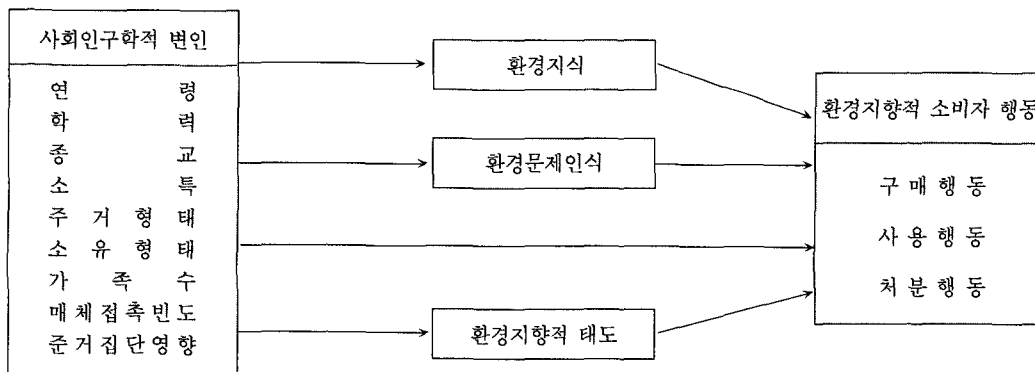 사회인구학적 변인
연 령
학 력
종 교
소 득
주 거 형 태
소 유 형 태
가 족 수
매 체 접 촉 빈 도
준 거 집 단 영 향
환경지식
환경문제인식
환경지향적 태도
환경지향적 소비자 행동
구 매 행 동
사 용 행 동
처 분 행 동